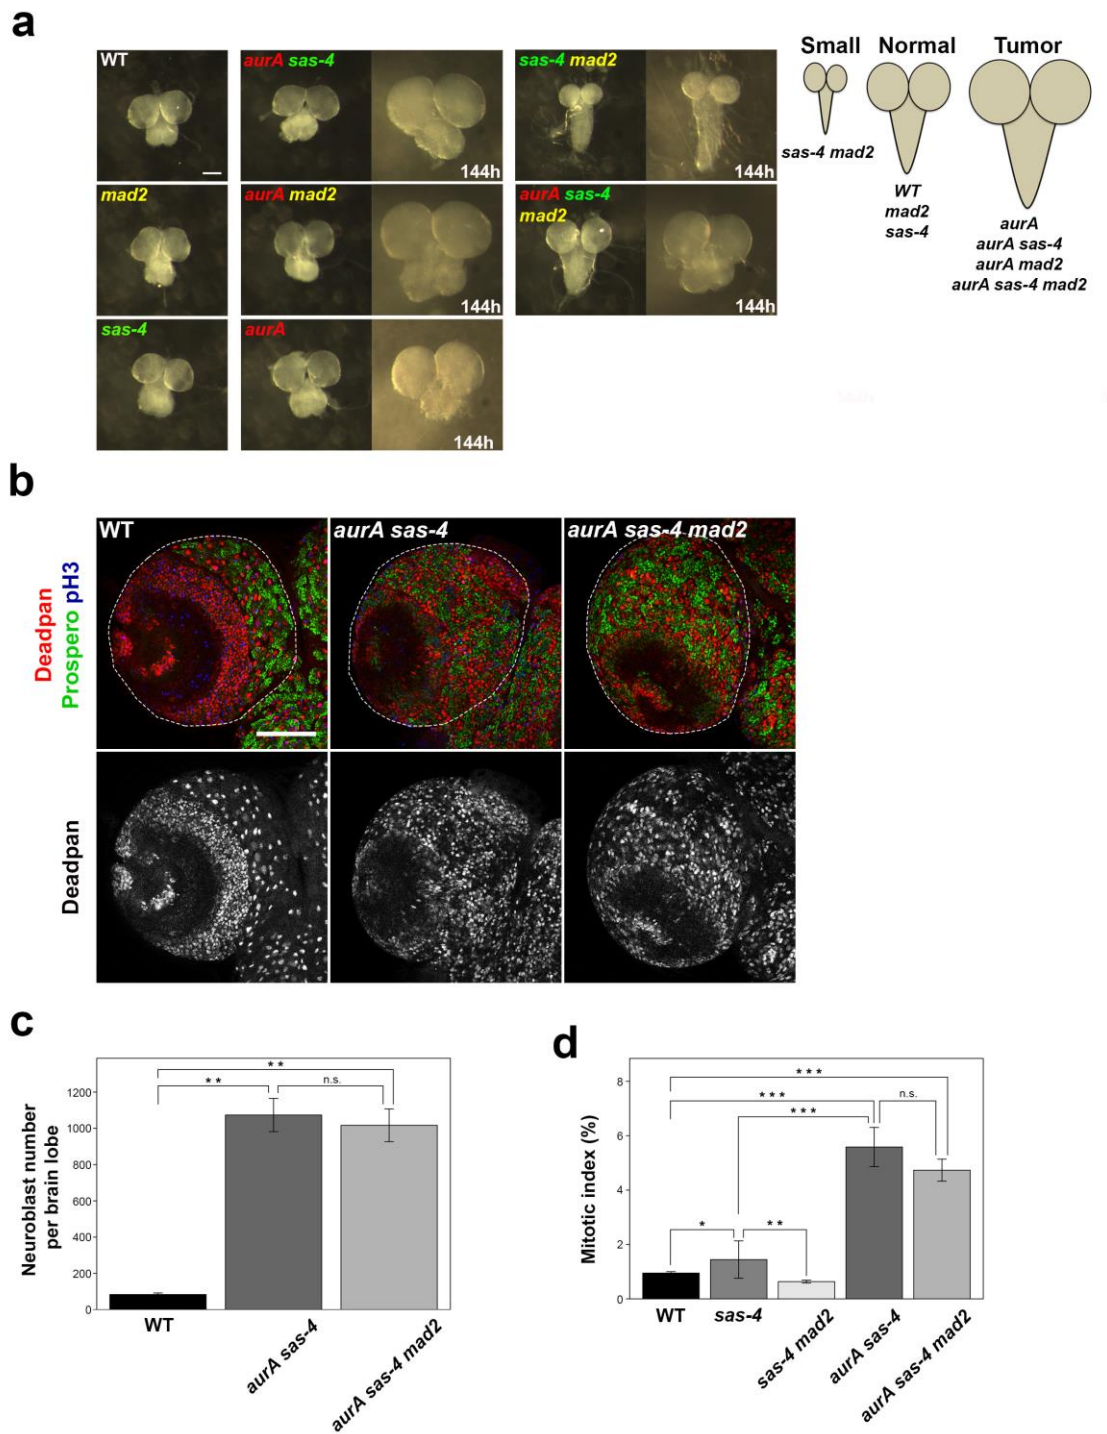 a
WT
aurA sas-4
144h
sas-4 mad2
144h
mad2
aurA mad2
144h
aurA sas-4
mad2
144h
sas-4
aurA
144h
Small Normal Tumor
sas-4 mad2
WT
mad2
sas-4
aurA
aurA sas-4
aurA mad2
aurA sas-4 mad2
b
Deadpan
Prospero pH3
WT
aurA sas-4
aurA sas-4 mad2
Deadpan
c
Neuroblast number
per brain lobe
1200
1000
800
600
400
200
0
* *
* *
n.s.
WT
aurA sas-4
aurA sas-4 mad2
d
Mitotic index (%)
8
6
4
2
0
* * *
* * *
n.s.
* * *
*
* *
WT
sas-4
sas-4 mad2
aurA sas-4
aurA sas-4 mad2